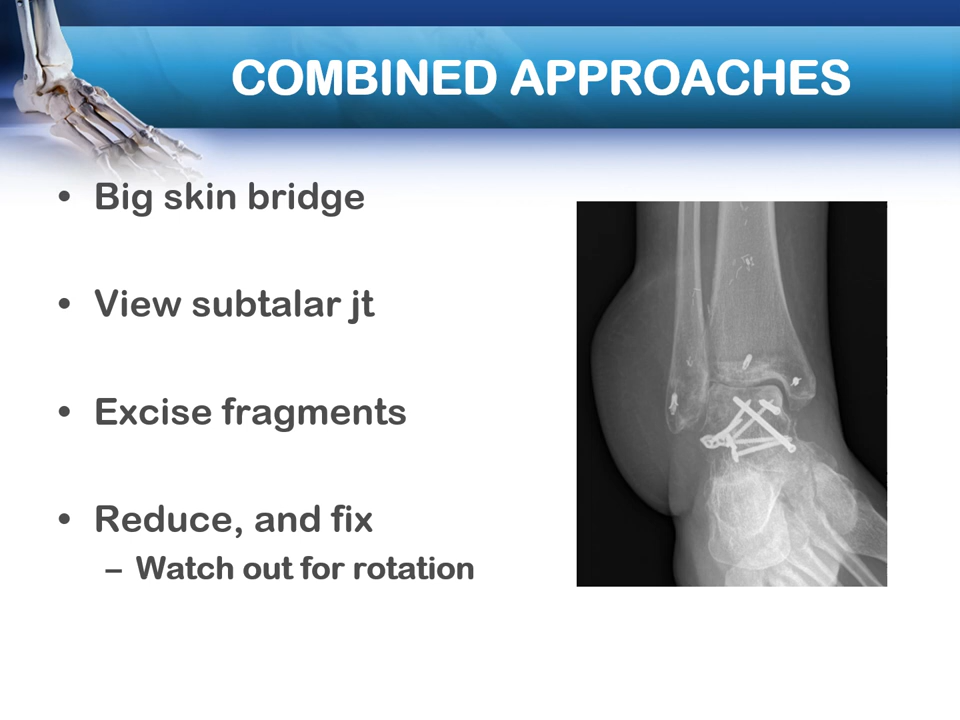 COMBINED APPROACHES
• Big skin bridge
• View subtalar jt
• Excise fragments
• Reduce, and fix
– Watch out for rotation